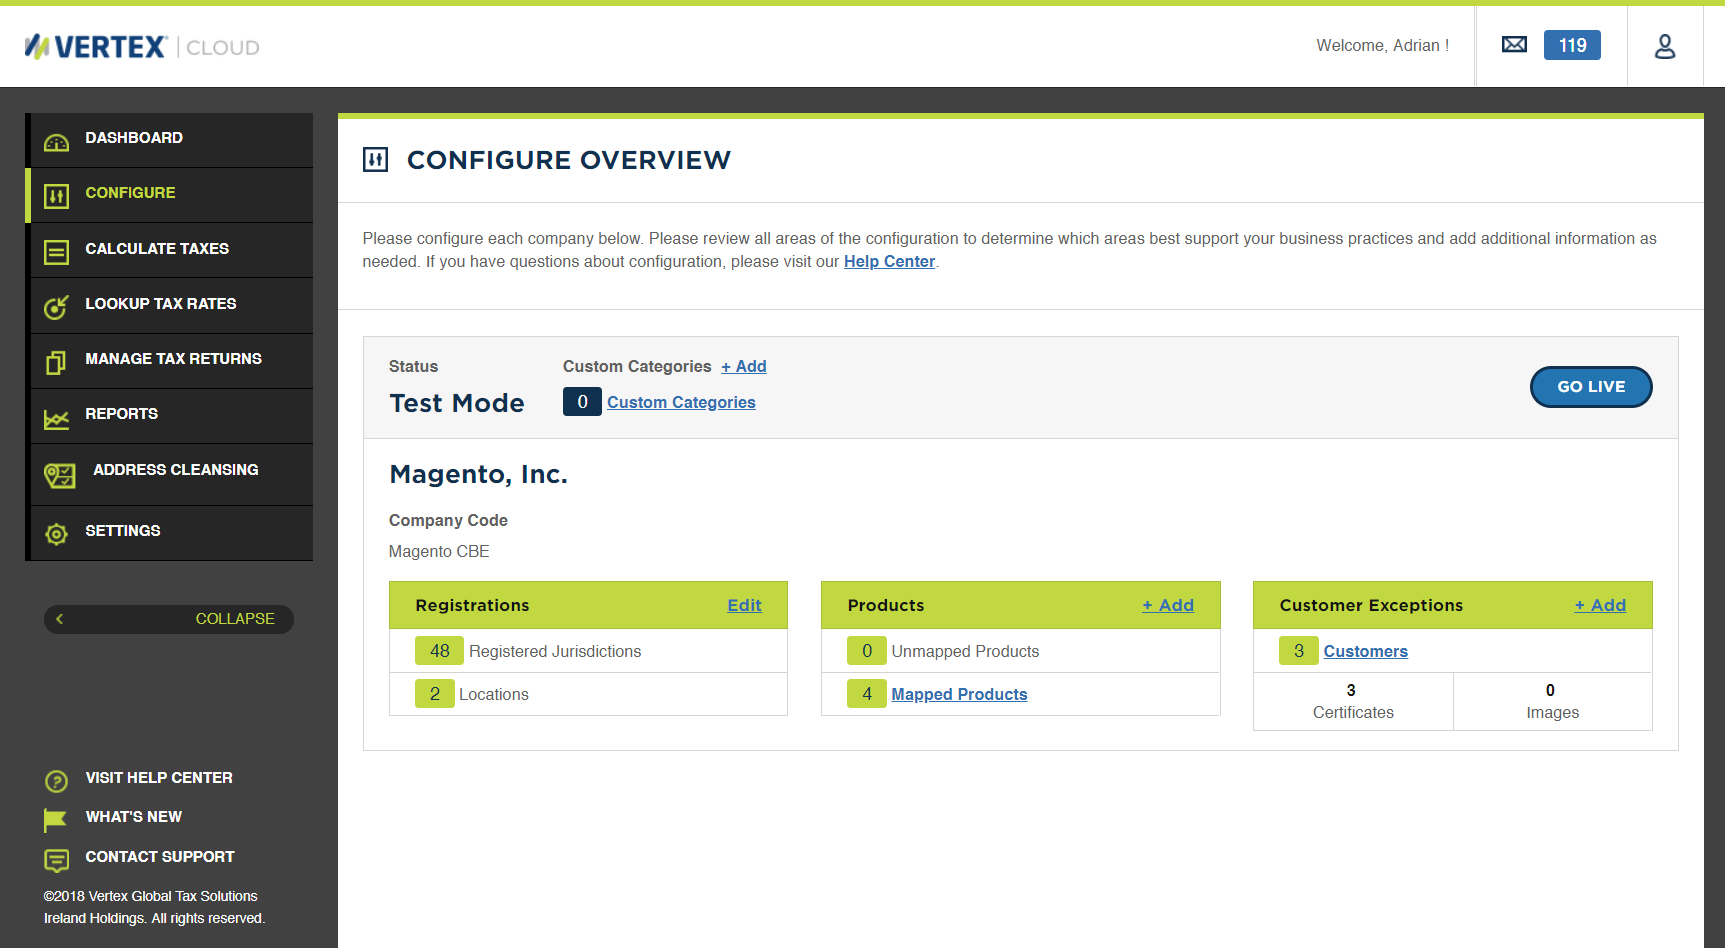 VERTEX | CLOUD
Welcome, Adrian !
119
DASHBOARD
CONFIGURE
CALCULATE TAXES
LOOKUP TAX RATES
MANAGE TAX RETURNS
REPORTS
ADDRESS CLEANSING
SETTINGS
COLLAPSE
VISIT HELP CENTER
WHAT'S NEW
CONTACT SUPPORT
©2018 Vertex Global Tax Solutions
Ireland Holdings. All rights reserved.
CONFIGURE OVERVIEW
Please configure each company below. Please review all areas of the configuration to determine which areas best support your business practices and add additional information as
needed. If you have questions about configuration, please visit our Help Center.
Status
Test Mode
Custom Categories + Add
0 Custom Categories
GO LIVE
Magento, Inc.
Company Code
Magento CBE
Registrations Edit
48 Registered Jurisdictions
2 Locations
Products + Add
0 Unmapped Products
4 Mapped Products
Customer Exceptions + Add
3 Customers
3
Certificates
0
Images